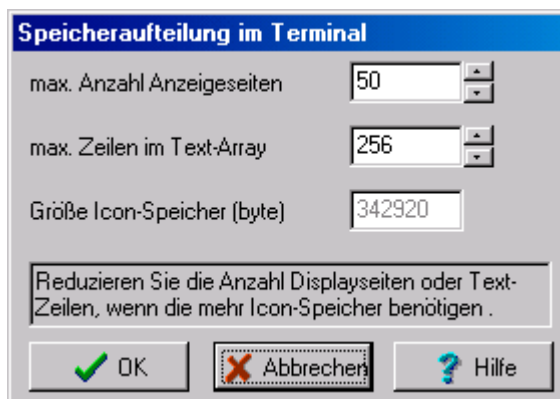 Speicheraufteilung im Terminal
max. Anzahl Anzeigeseiten 50
max. Zeilen im Text-Array 256
Größe Icon-Speicher (byte) 342920
Reduzieren Sie die Anzahl Displayseiten oder Text-
Zeilen, wenn die mehr Icon-Speicher benötigen .
OK Abbrechen Hilfe